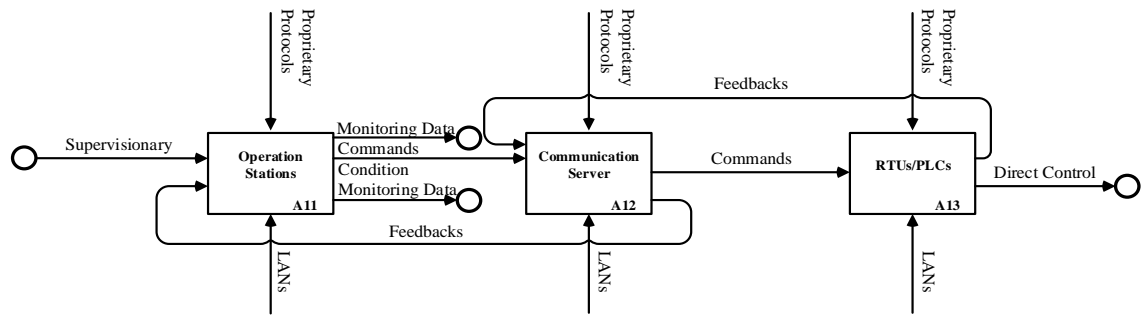 Proprietary
Protocols
Proprietary
Protocols
Proprietary
Protocols
Feedbacks
Supervisionary
Monitoring Data
Commands
Condition
Monitoring Data
Operation
Stations
A11
Communication
Server
A12
Commands
RTUs/PLCs
A13
Direct Control
Feedbacks
LANs
LANs
LANs